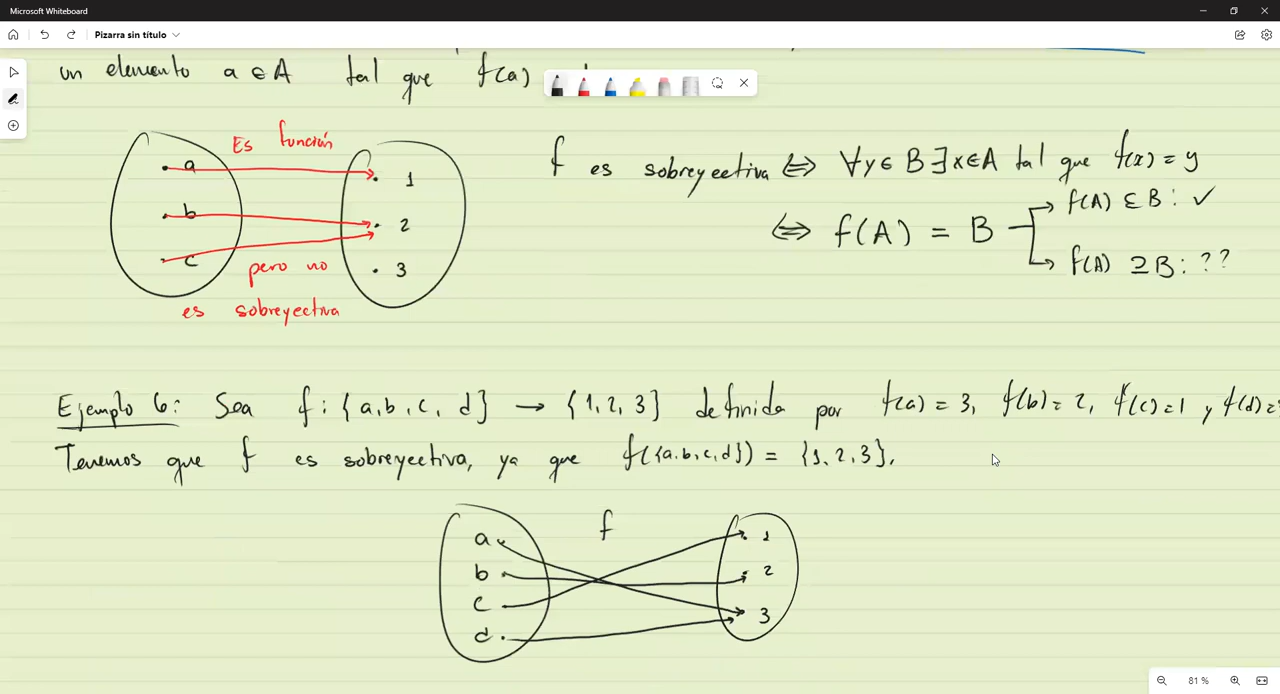 Microsoft Whiteboard
Pizarra sin título
un elemento a ∈ A tal que f(a)
Es función
a
b
c
1
2
3
pero no
es sobreyectiva
f es sobreyectiva ⇔ ∀y ∈ B ∃ x ∈ A tal que f(x) = y
⇔ f(A) = B
f(A) ⊆ B : ✓
f(A) ⊇ B : ??
Ejemplo 6: Sea f : {a, b, c, d} → {1, 2, 3} definida por f(a) = 3, f(b) = 2, f(c) = 1 y f(d) =
Tenemos que f es sobreyectiva, ya que f({a, b, c, d}) = {1, 2, 3},
f
a
b
c
d
1
2
3
81 %